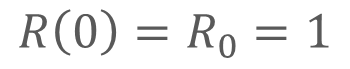 R(0) = R₀ = 1